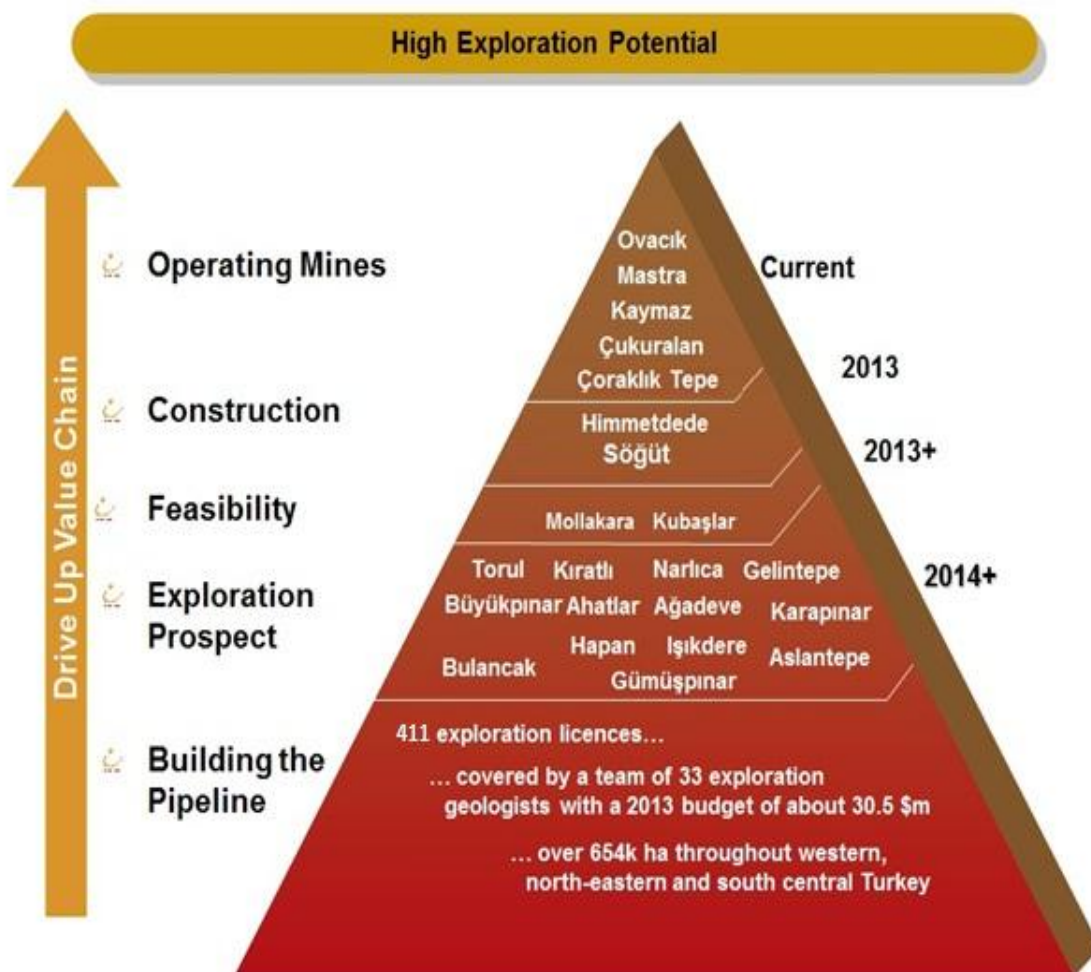 High Exploration Potential
Drive Up Value Chain
Operating Mines
Ovacık
Mastra
Kaymaz
Çukuralan
Çoraklık Tepe
Current
2013
Construction
Himmetdede
Söğüt
2013+
Feasibility
Mollakara Kubaşlar
Exploration
Prospect
Torul Kıratlı Narlıca Gelintepe
Büyükpınar Ahatlar Ağadeve Karapınar
Hapan Işıkdere
Bulancak Aslantepe
Gümüşpınar
2014+
Building the
Pipeline
411 exploration licences…
… covered by a team of 33 exploration
geologists with a 2013 budget of about 30.5 $m
… over 654k ha throughout western,
north-eastern and south central Turkey